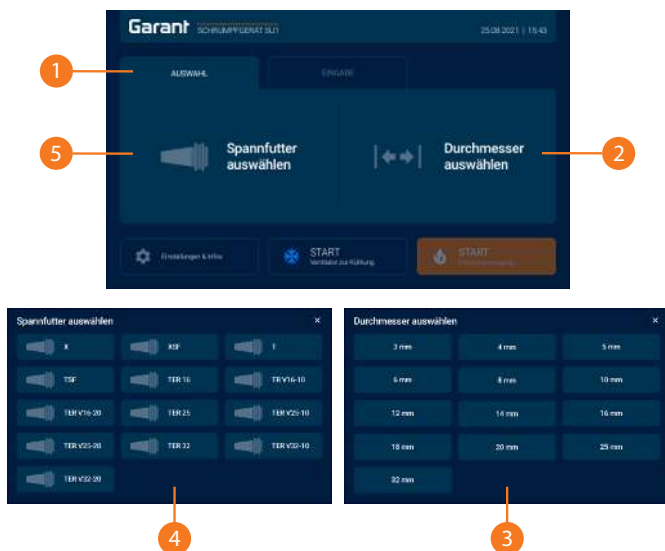 Garant SCHRUMPFGERÄT SU1
25.08.2021 | 15:43
1
AUSWAHL
EINGABE
5
Spannfutter
auswählen
Durchmesser
auswählen
2
Einstellungen & Infos
START
Ventilator zur Kühlung
START
Spannfutter auswählen ×
X XSF T
TSF TER 16 TER V16-10
TER V16-20 TER 25 TER V25-10
TER V25-20 TER 32 TER V32-10
TER V32-20
4
Durchmesser auswählen ×
3 mm 4 mm 5 mm
6 mm 8 mm 10 mm
12 mm 14 mm 16 mm
18 mm 20 mm 25 mm
32 mm
3